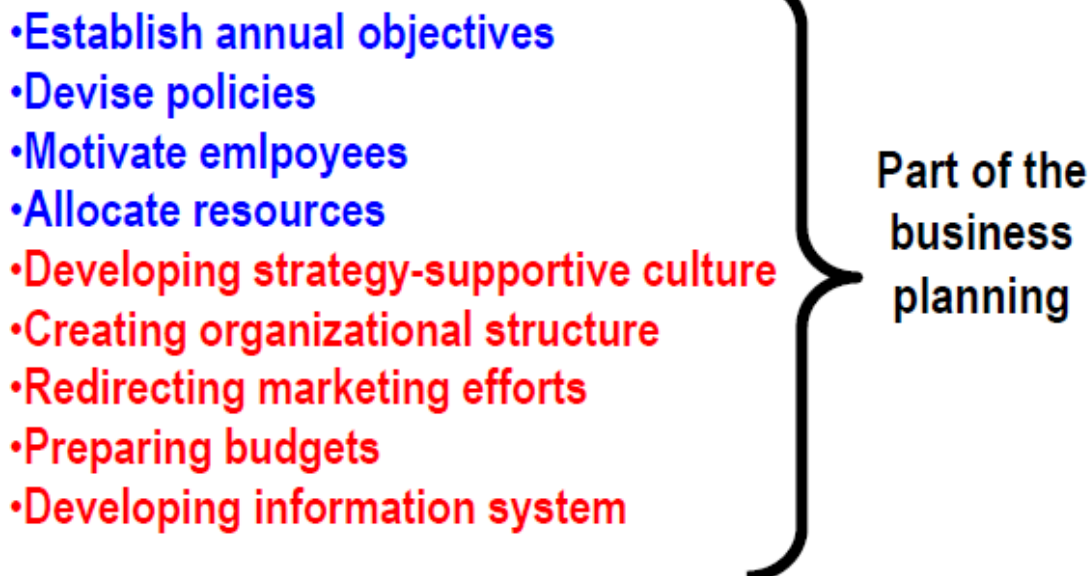 •Establish annual objectives
•Devise policies
•Motivate emlpoyees
•Allocate resources
•Developing strategy-supportive culture
•Creating organizational structure
•Redirecting marketing efforts
•Preparing budgets
•Developing information system
Part of the
business
planning